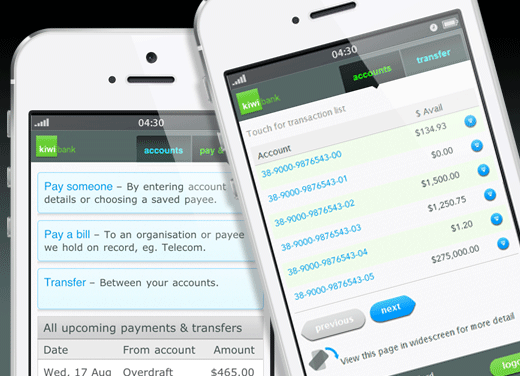 04:30
kiwibank
accounts
pay &
Pay someone – By entering account
details or choosing a saved payee.
Pay a bill – To an organisation or payee
we hold on record, eg. Telecom.
Transfer – Between your accounts.
All upcoming payments & transfers
Date From account Amount
Wed, 17 Aug Overdraft $465.00
04:30
kiwibank
accounts
transfer
Touch for transaction list
Account $ Avail
38-9000-9876543-00 $134.93
38-9000-9876543-01 $0.00
38-9000-9876543-02 $1,500.00
38-9000-9876543-03 $1,250.75
38-9000-9876543-04 $1.20
38-9000-9876543-05 $275,000.00
previous
next
View this page in widescreen for more detail
logo